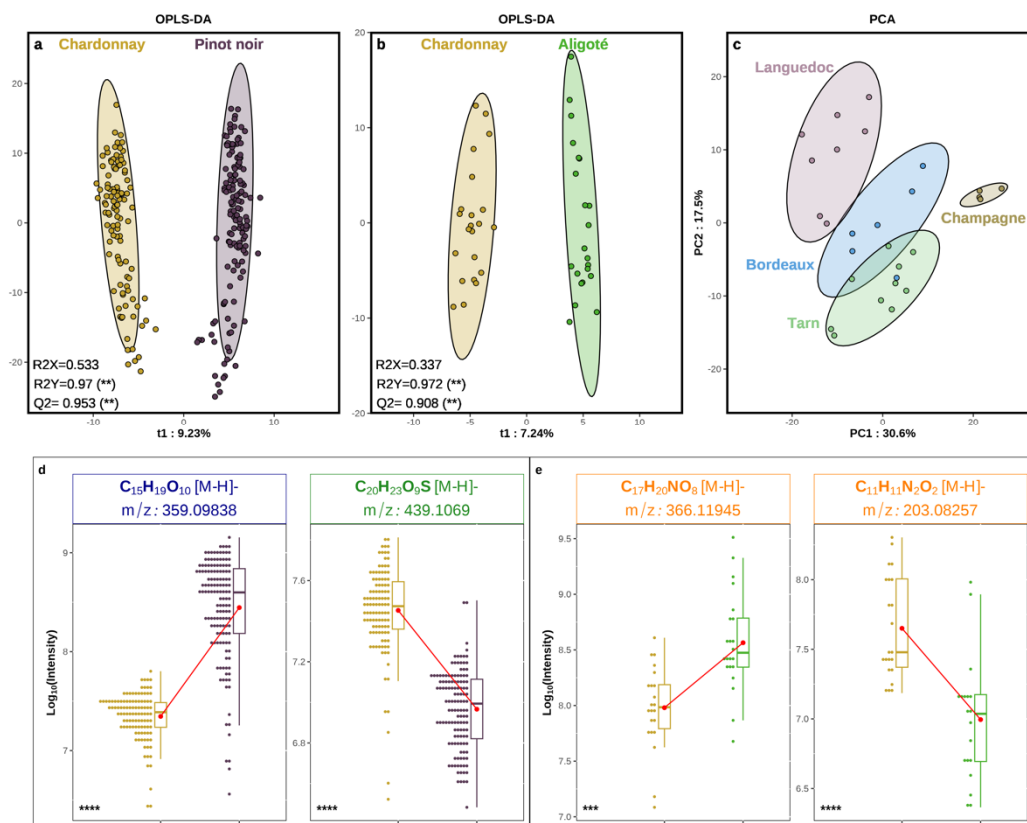 OPLS-DA
a
Chardonnay
Pinot noir
20
10
0
-10
-20
R2X=0.533
R2Y=0.97 (**)
Q2= 0.953 (**)
-10
0
10
t1 : 9.23%
OPLS-DA
b
Chardonnay
Aligoté
20
10
0
-10
-20
R2X=0.337
R2Y=0.972 (**)
Q2= 0.908 (**)
-10
-5
0
5
10
t1 : 7.24%
PCA
c
Languedoc
Champagne
Bordeaux
Tarn
PC2 : 17.5%
20
0
-20
-20
0
20
PC1 : 30.6%
d
C₁₅H₁₉O₁₀ [M-H]-
m/z: 359.09838
Log₁₀(Intensity)
9
8
7
****
C₂₀H₂₃O₉S [M-H]-
m/z: 439.1069
7.6
7.2
6.8
****
e
C₁₇H₂₀NO₈ [M-H]-
m/z: 366.11945
Log₁₀(Intensity)
9.5
9.0
8.5
8.0
7.5
7.0
***
C₁₁H₁₁N₂O₂ [M-H]-
m/z: 203.08257
8.0
7.5
7.0
6.5
****